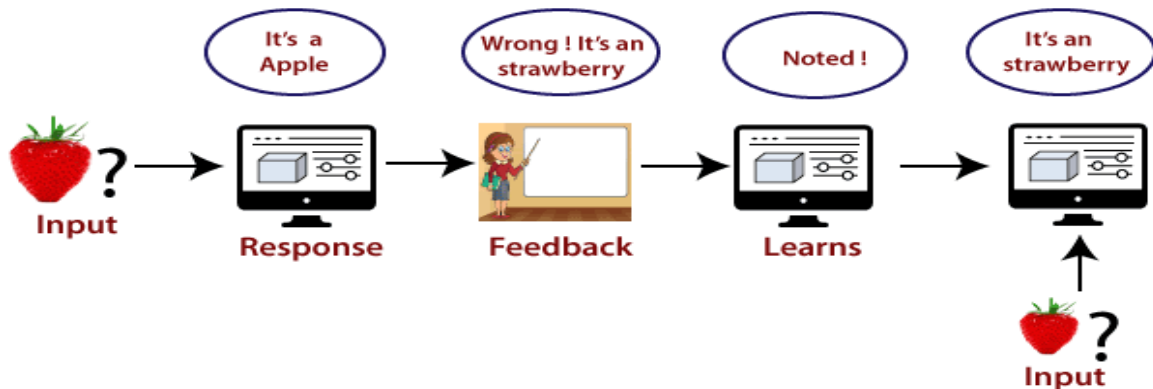 It's a
Apple
Wrong ! It's an
strawberry
Noted !
It's an
strawberry
?
Input
Response
Feedback
Learns
?
Input